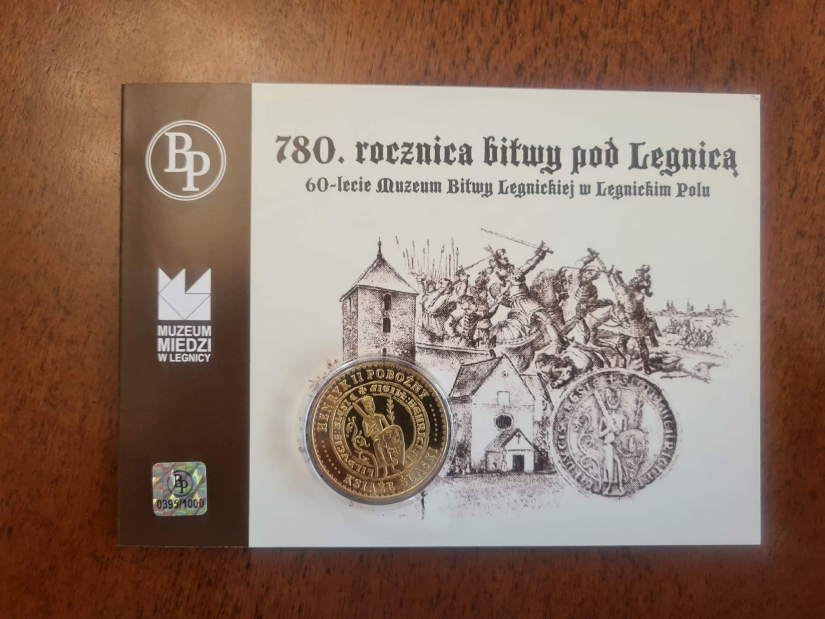 BP
780. rocznica bitwy pod Legnicą
60-lecie Muzeum Bitwy Legnickiej w Legnickim Polu
MUZEUM
MIEDZI
W LEGNICY
HENRYK II POBOŻNY
KSIĄŻĘ ŚLĄSKI
BP
0395/1000